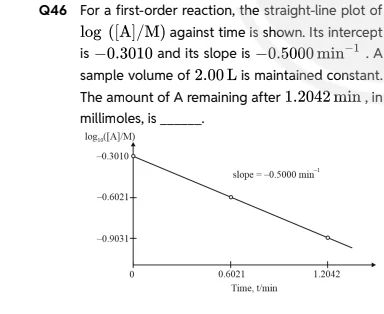 Q46 For a first-order reaction, the straight-line plot of
log ([A]/M) against time is shown. Its intercept
is −0.3010 and its slope is −0.5000 min⁻¹ . A
sample volume of 2.00 L is maintained constant.
The amount of A remaining after 1.2042 min , in
millimoles, is ______.
log₁₀([A]/M)
−0.3010
slope = −0.5000 min⁻¹
−0.6021
−0.9031
0 0.6021 1.2042
Time, t/min